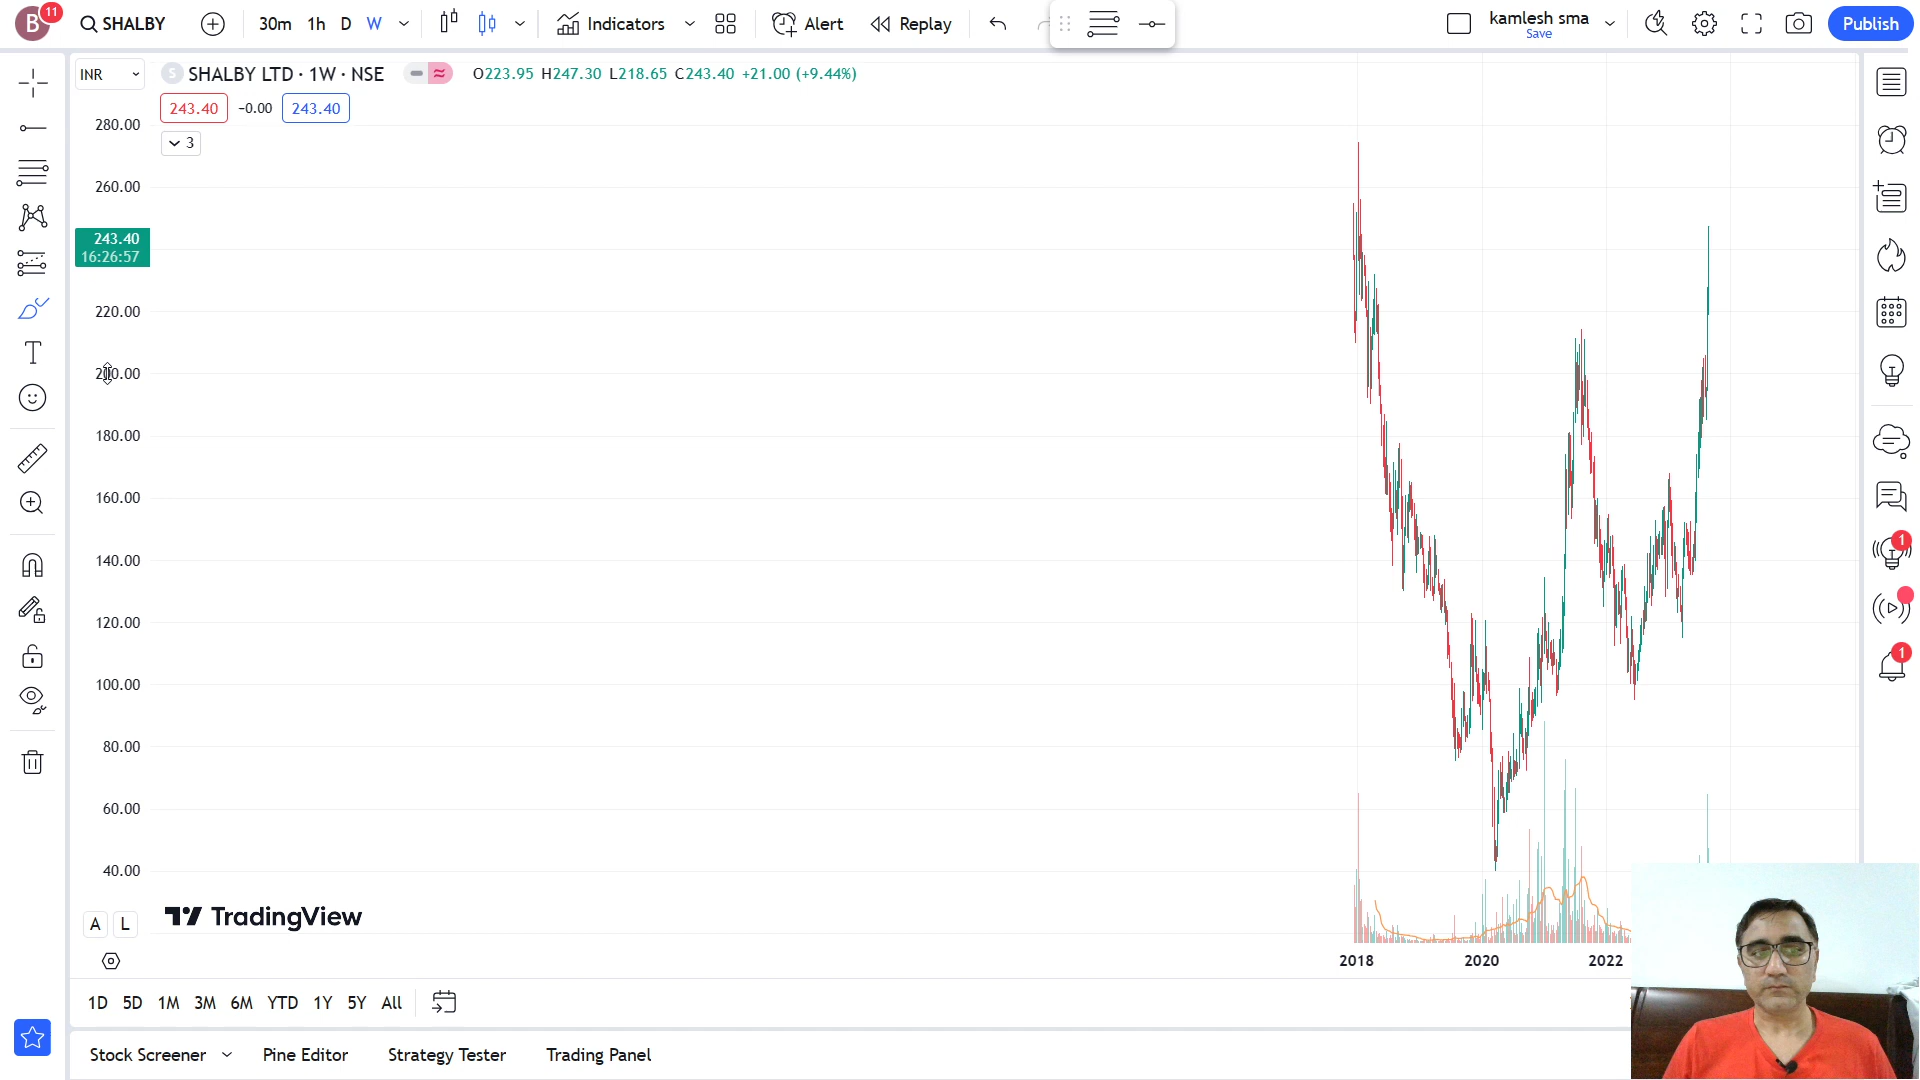 B 11 SHALBY 30m 1h D W Indicators Alert Replay kamlesh sma Save Publish
INR S SHALBY LTD · 1W · NSE O223.95 H247.30 L218.65 C243.40 +21.00 (+9.44%)
243.40 −0.00 243.40
3
280.00
260.00
243.40
16:26:57
220.00
200.00
180.00
160.00
140.00
120.00
100.00
80.00
60.00
40.00
1
1
A L TradingView
2018 2020 2022
1D 5D 1M 3M 6M YTD 1Y 5Y All
Stock Screener Pine Editor Strategy Tester Trading Panel